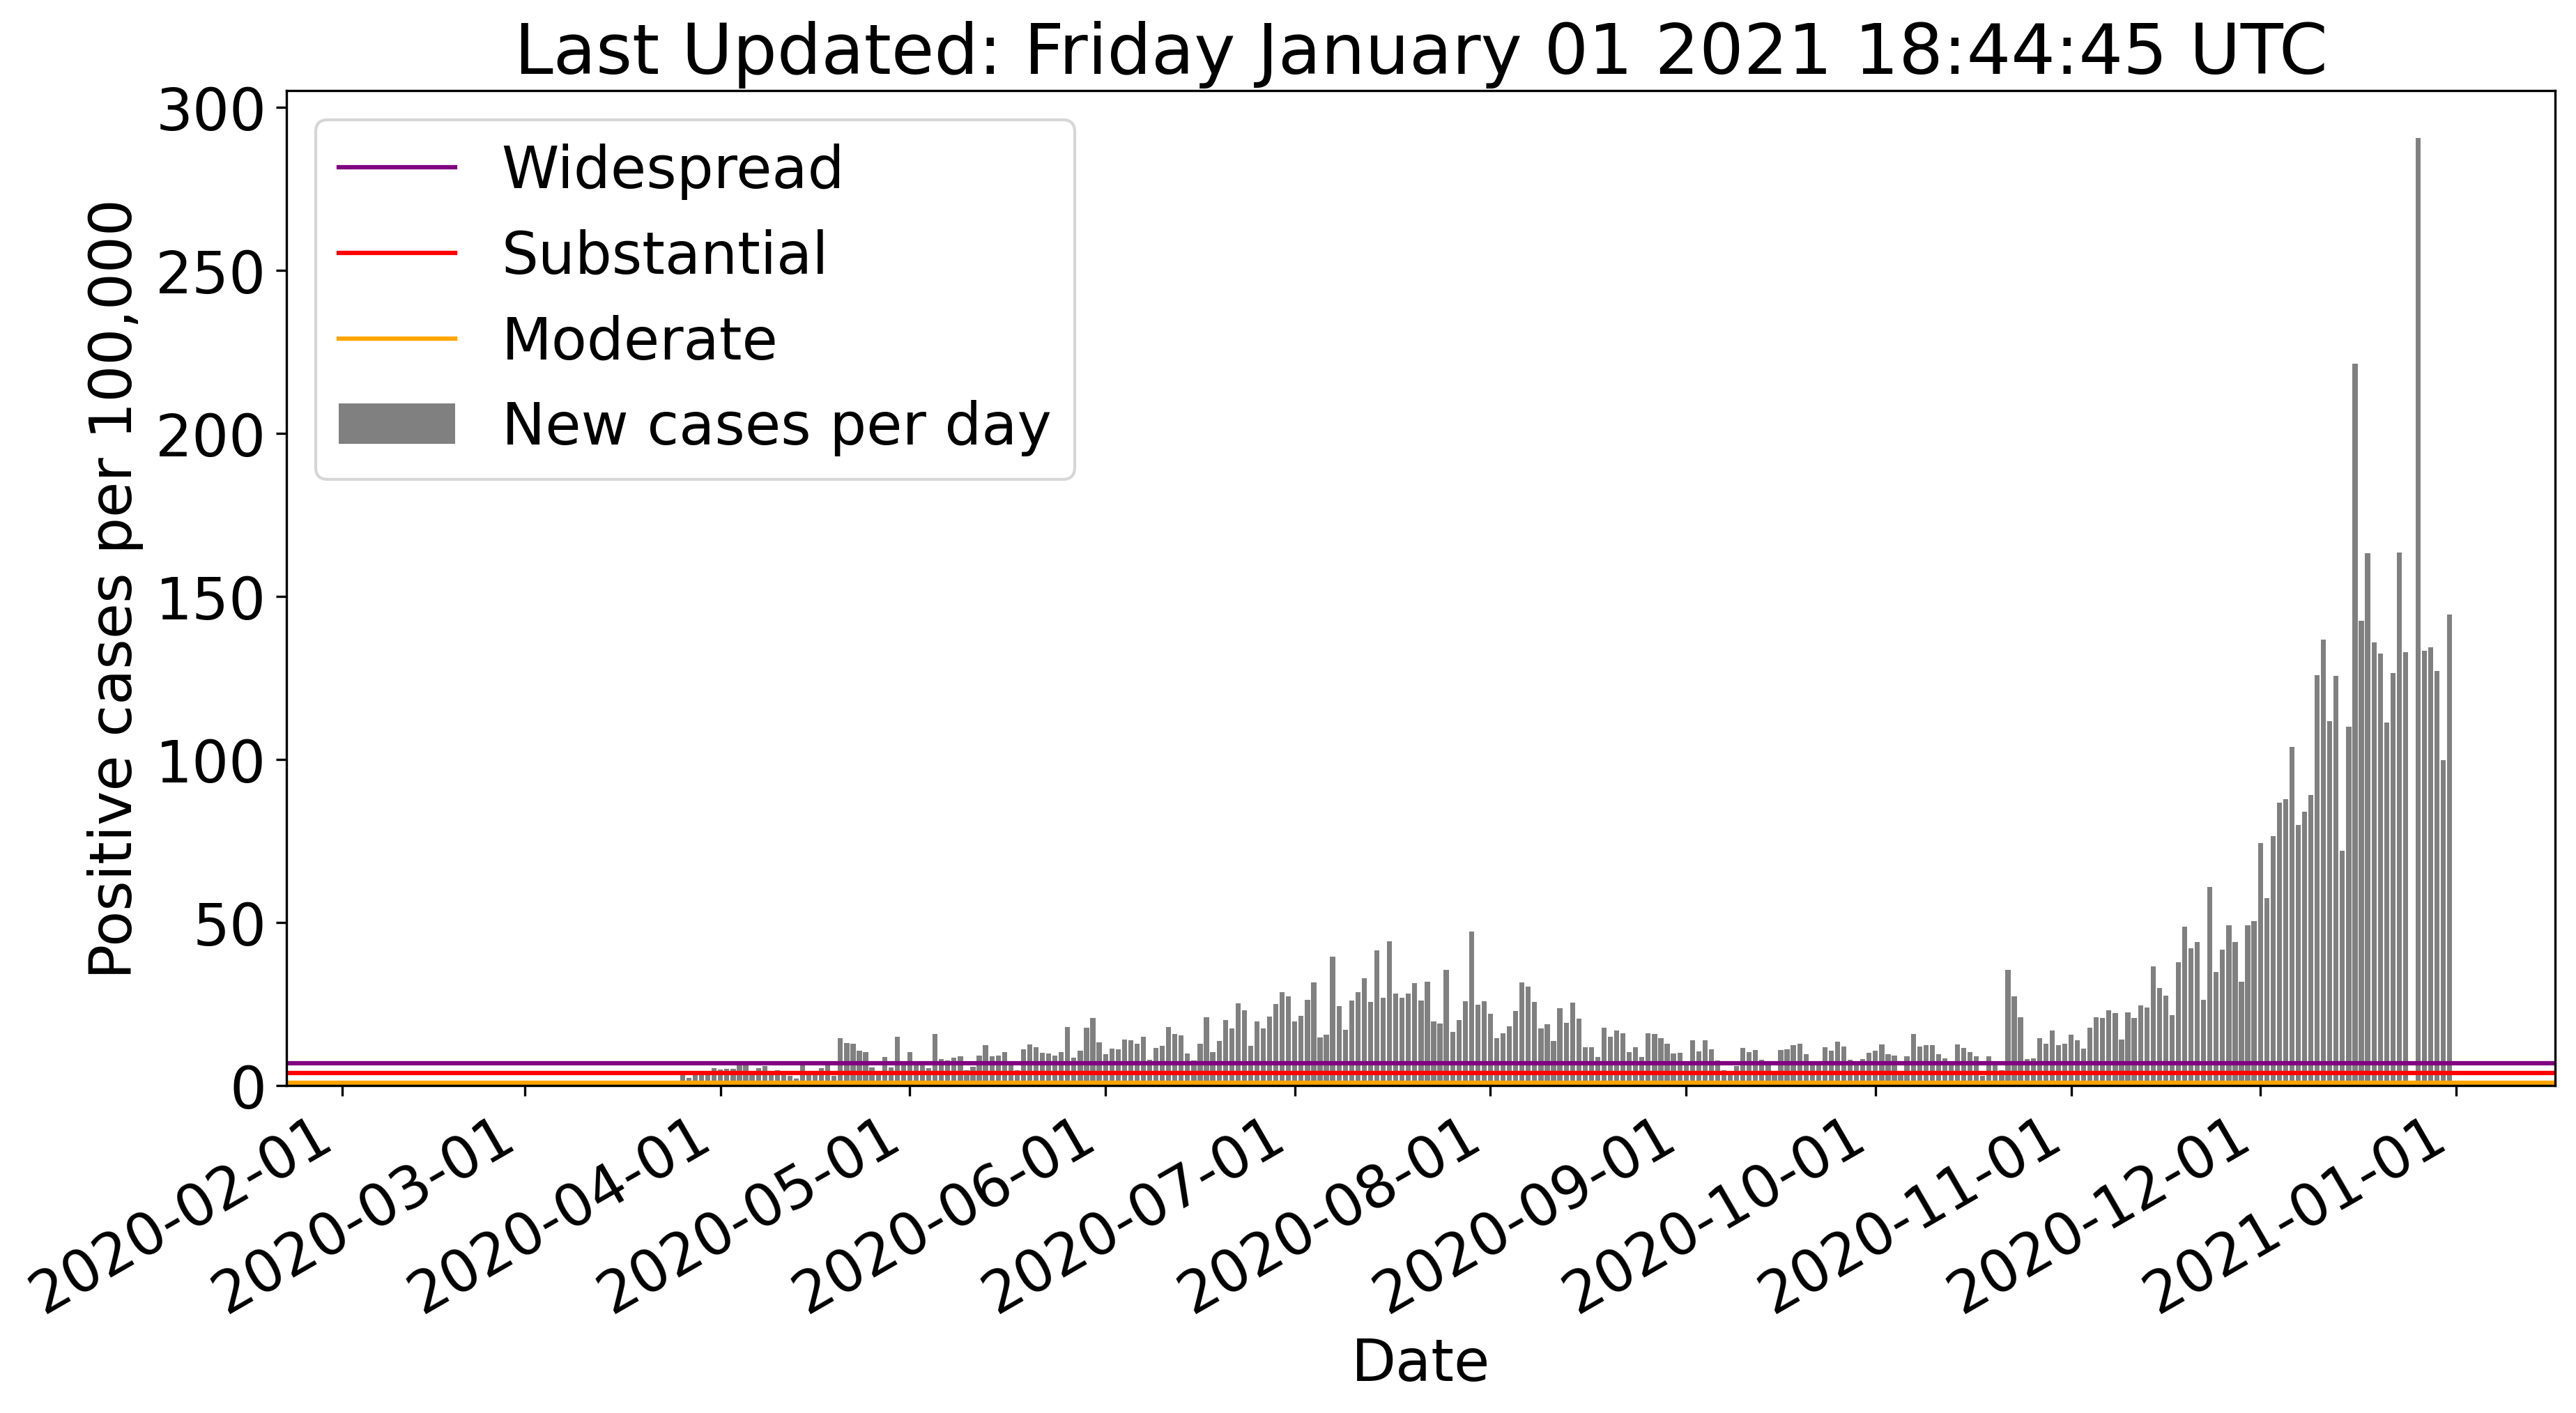 Last Updated: Friday January 01 2021 18:44:45 UTC
300
250
200
150
100
50
0
Positive cases per 100,000
Widespread
Substantial
Moderate
New cases per day
2020-02-01
2020-03-01
2020-04-01
2020-05-01
2020-06-01
2020-07-01
2020-08-01
2020-09-01
2020-10-01
2020-11-01
2020-12-01
2021-01-01
Date